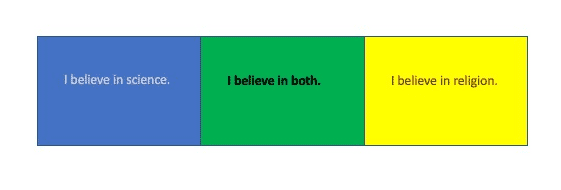 I believe in science.
I believe in both.
I believe in religion.